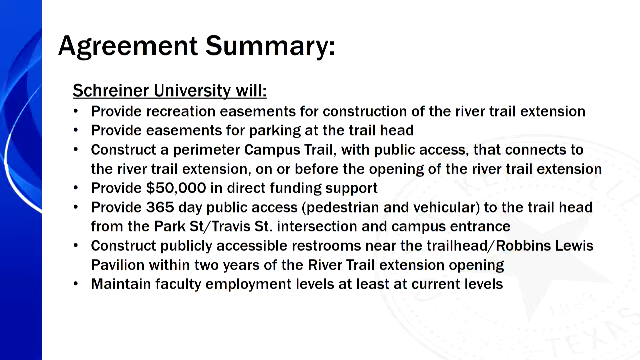 Agreement Summary:
Schreiner University will:
• Provide recreation easements for construction of the river trail extension
• Provide easements for parking at the trail head
• Construct a perimeter Campus Trail, with public access, that connects to
the river trail extension, on or before the opening of the river trail extension
• Provide $50,000 in direct funding support
• Provide 365 day public access (pedestrian and vehicular) to the trail head
from the Park St/Travis St. intersection and campus entrance
• Construct publicly accessible restrooms near the trailhead/Robbins Lewis
Pavilion within two years of the River Trail extension opening
• Maintain faculty employment levels at least at current levels
TEXAS